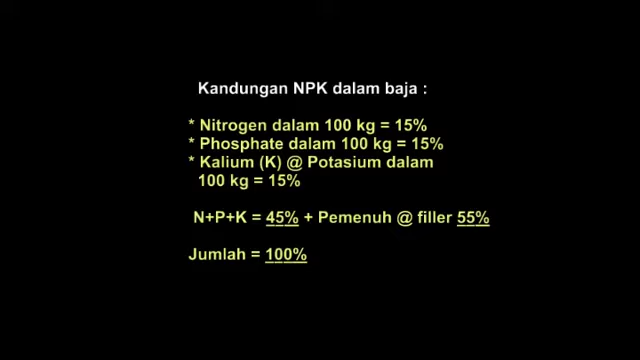 Kandungan NPK dalam baja :
* Nitrogen dalam 100 kg = 15%
* Phosphate dalam 100 kg = 15%
* Kalium (K) @ Potasium dalam
100 kg = 15%
N+P+K = 45% + Pemenuh @ filler 55%
Jumlah = 100%